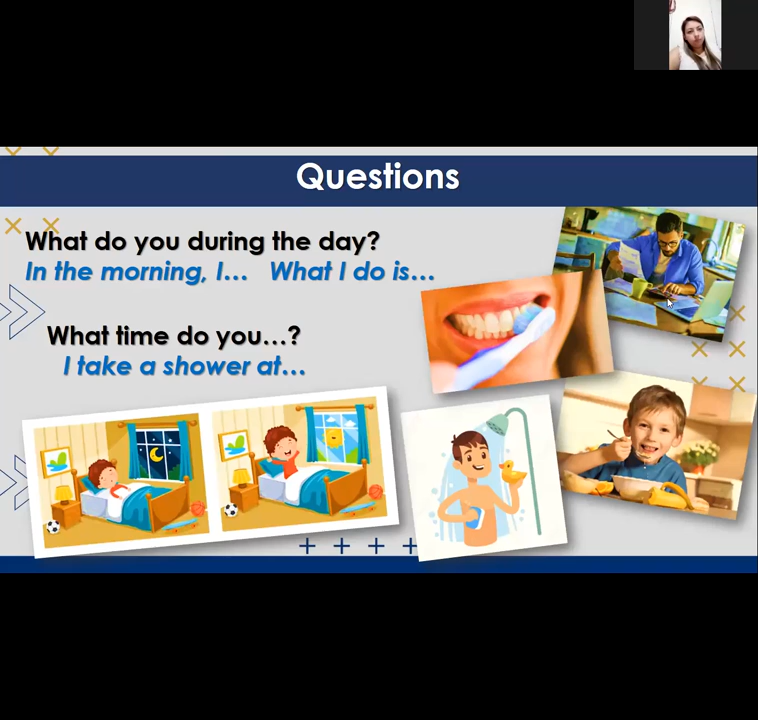 Questions
What do you during the day?
In the morning, I... What I do is...
What time do you...?
I take a shower at...